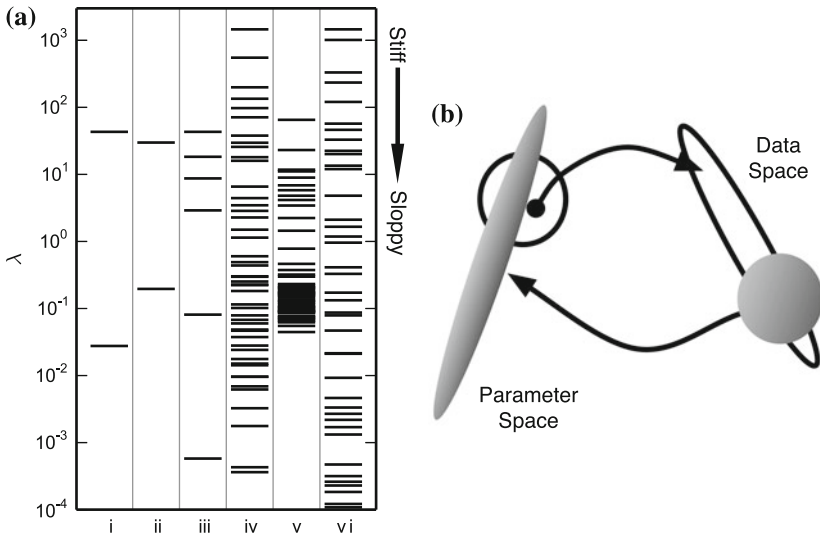 (a)
10^3
10^2
10^1
10^0
10^-1
10^-2
10^-3
10^-4
λ
i
ii
iii
iv
v
vi
Stiff
Sloppy
(b)
Data
Space
Parameter
Space